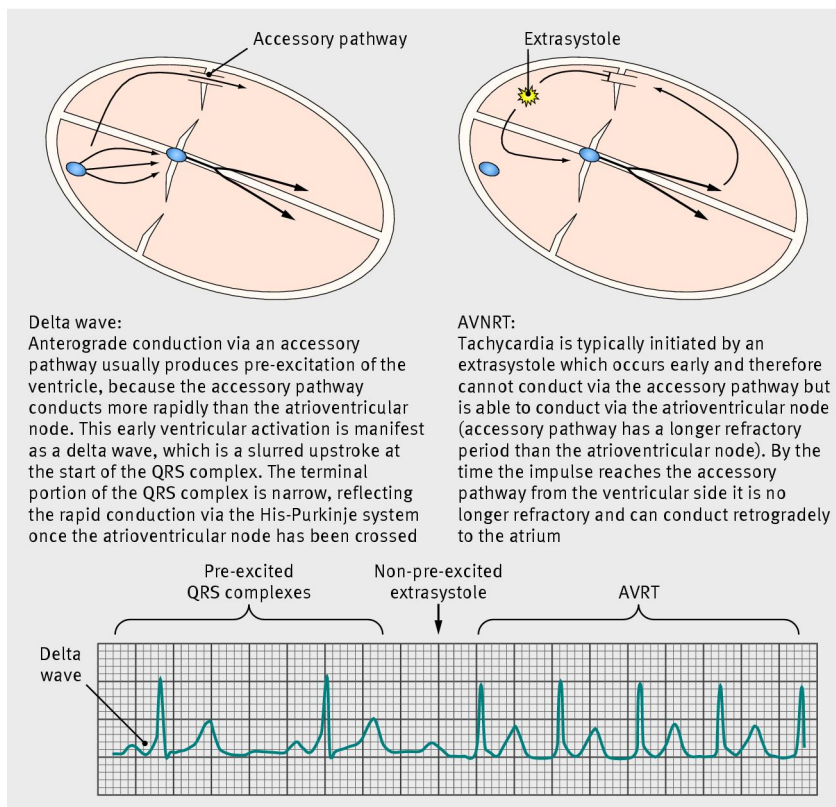 Accessory pathway
Extrasystole
Delta wave:
Anterograde conduction via an accessory
pathway usually produces pre-excitation of the
ventricle, because the accessory pathway
conducts more rapidly than the atrioventricular
node. This early ventricular activation is manifest
as a delta wave, which is a slurred upstroke at
the start of the QRS complex. The terminal
portion of the QRS complex is narrow, reflecting
the rapid conduction via the His-Purkinje system
once the atrioventricular node has been crossed
AVNRT:
Tachycardia is typically initiated by an
extrasystole which occurs early and therefore
cannot conduct via the accessory pathway but
is able to conduct via the atrioventricular node
(accessory pathway has a longer refractory
period than the atrioventricular node). By the
time the impulse reaches the accessory
pathway from the ventricular side it is no
longer refractory and can conduct retrogradely
to the atrium
Pre-excited
QRS complexes
Non-pre-excited
extrasystole
AVRT
Delta
wave